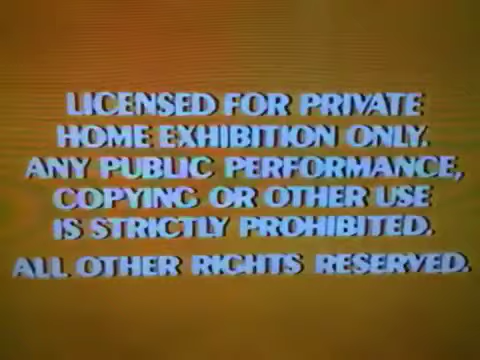 LICENSED FOR PRIVATE
HOME EXHIBITION ONLY.
ANY PUBLIC PERFORMANCE,
COPYING OR OTHER USE
IS STRICTLY PROHIBITED.
ALL OTHER RIGHTS RESERVED.